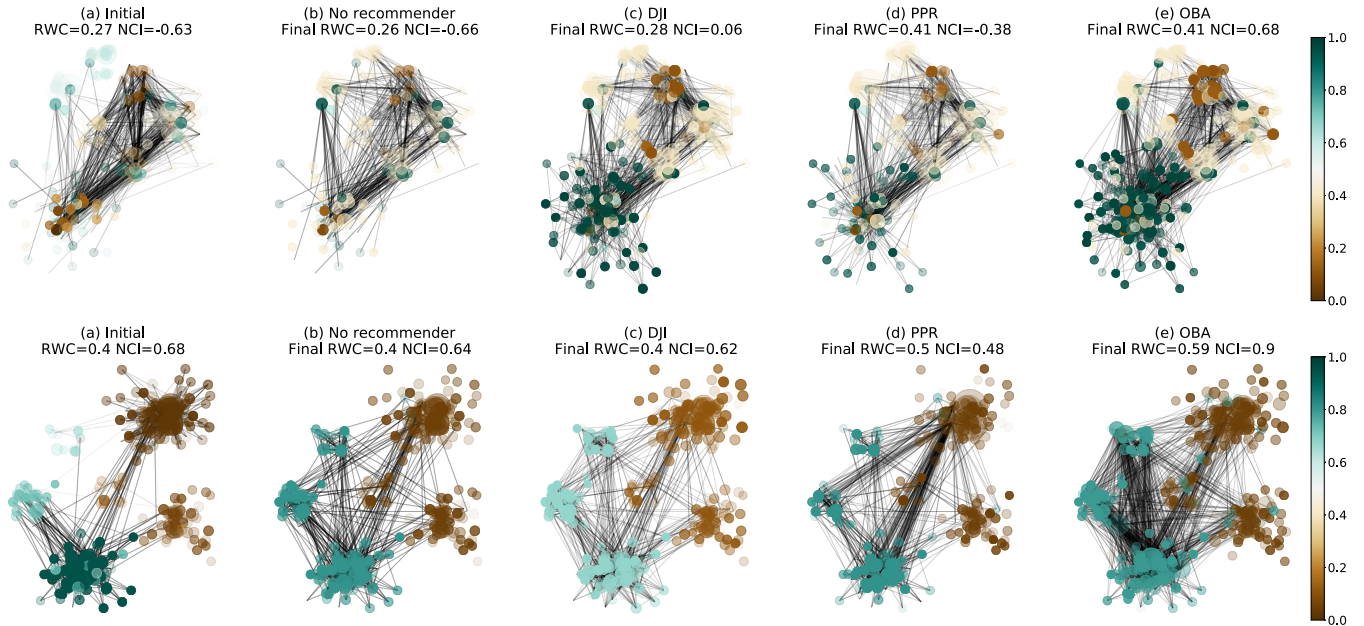 (a) Initial
RWC=0.27 NCI=-0.63
(b) No recommender
Final RWC=0.26 NCI=-0.66
(c) DJI
Final RWC=0.28 NCI=0.06
(d) PPR
Final RWC=0.41 NCI=-0.38
(e) OBA
Final RWC=0.41 NCI=0.68
1.0
0.8
0.6
0.4
0.2
0.0
(a) Initial
RWC=0.4 NCI=0.68
(b) No recommender
Final RWC=0.4 NCI=0.64
(c) DJI
Final RWC=0.4 NCI=0.62
(d) PPR
Final RWC=0.5 NCI=0.48
(e) OBA
Final RWC=0.59 NCI=0.9
1.0
0.8
0.6
0.4
0.2
0.0